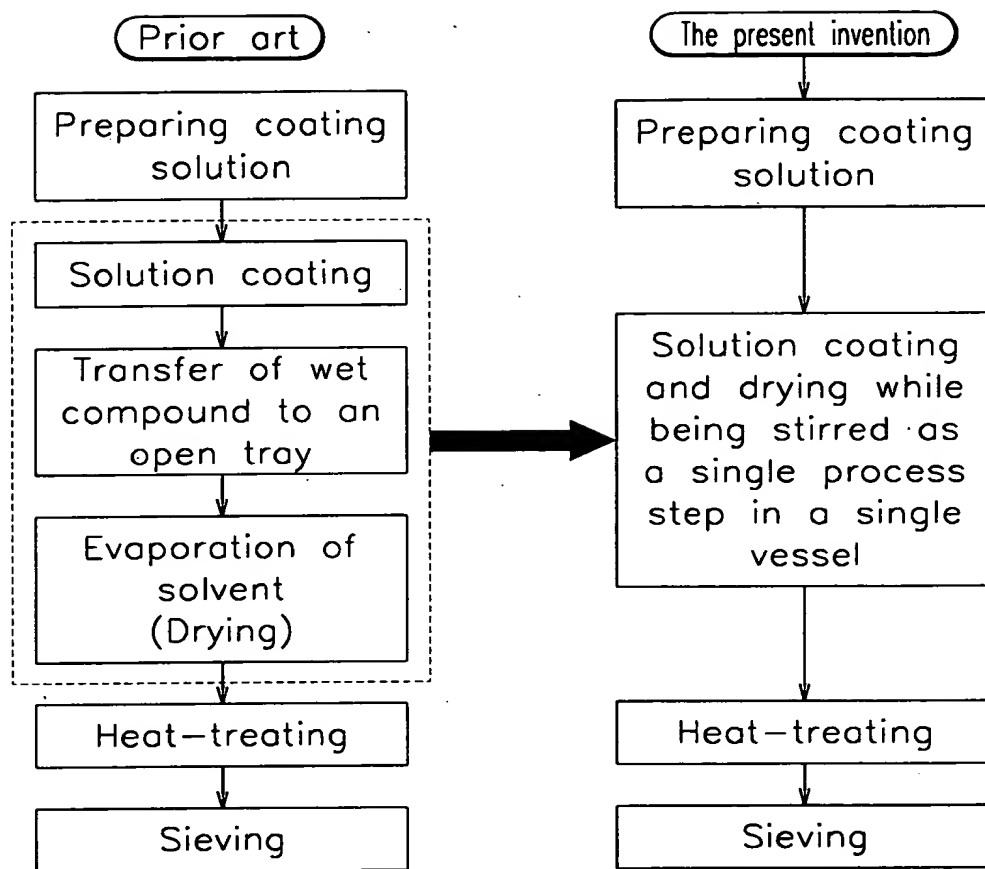 Prior art
Preparing coating
solution
Solution coating
Transfer of wet
compound to an
open tray
Evaporation of
solvent
(Drying)
Heat-treating
Sieving
The present invention
Preparing coating
solution
Solution coating
and drying while
being stirred as
a single process
step in a single
vessel
Heat-treating
Sieving